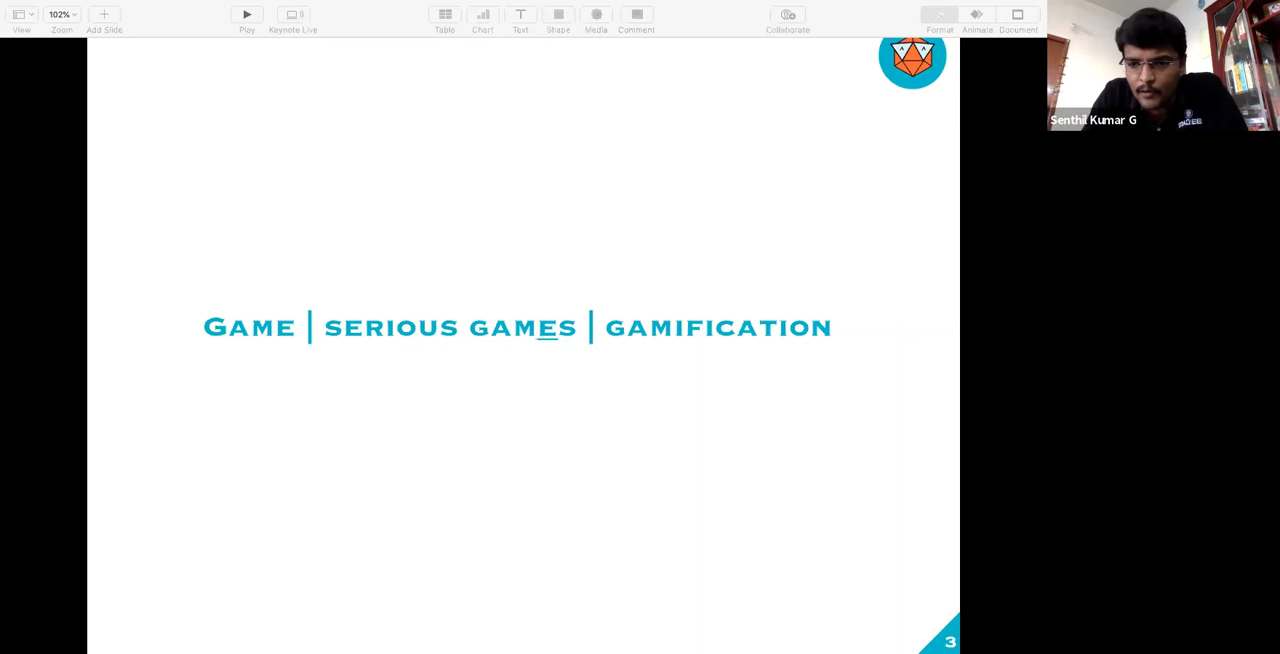 102%
View Zoom Add Slide Play Keynote Live Table Chart Text Shape Media Comment Collaborate Format Animate Document
Senthil Kumar G
GAME | SERIOUS GAMES | GAMIFICATION
3